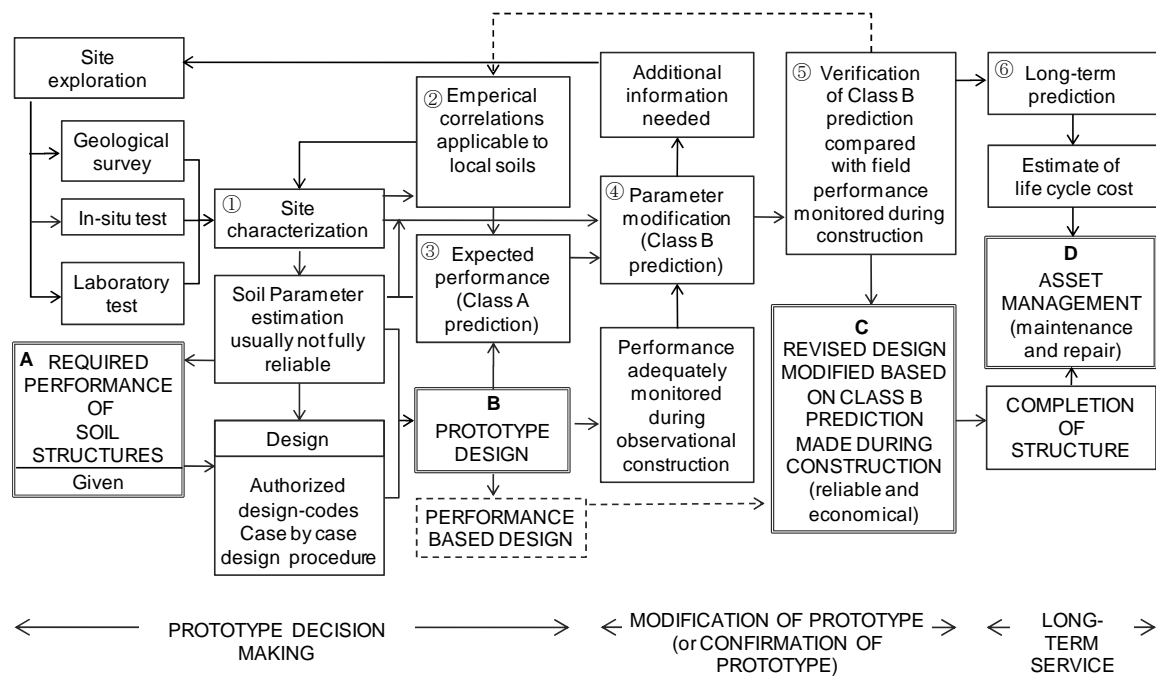 Site
exploration
Geological
survey
In-situ test
Laboratory
test
A
REQUIRED
PERFORMANCE
OF
SOIL
STRUCTURES
Given
①
Site
characterization
Soil Parameter
estimation
usually not fully
reliable
Design
Authorized
design-codes
Case by case
design procedure
②
Emperical
correlations
applicable to
local soils
③
Expected
performance
(Class A
prediction)
B
PROTOTYPE
DESIGN
PERFORMANCE
BASED DESIGN
Additional
information
needed
④
Parameter
modification
(Class B
prediction)
Performance
adequately
monitored
during
observational
construction
⑤
Verification
of Class B
prediction
compared
with field
performance
monitored during
construction
C
REVISED DESIGN
MODIFIED BASED
ON CLASS B
PREDICTION
MADE DURING
CONSTRUCTION
(reliable and
economical)
⑥
Long-term
prediction
Estimate of
life cycle cost
D
ASSET
MANAGEMENT
(maintenance
and repair)
COMPLETION
OF
STRUCTURE
PROTOTYPE DECISION
MAKING
MODIFICATION OF PROTOTYPE
(or CONFIRMATION OF
PROTOTYPE)
LONG-
TERM
SERVICE